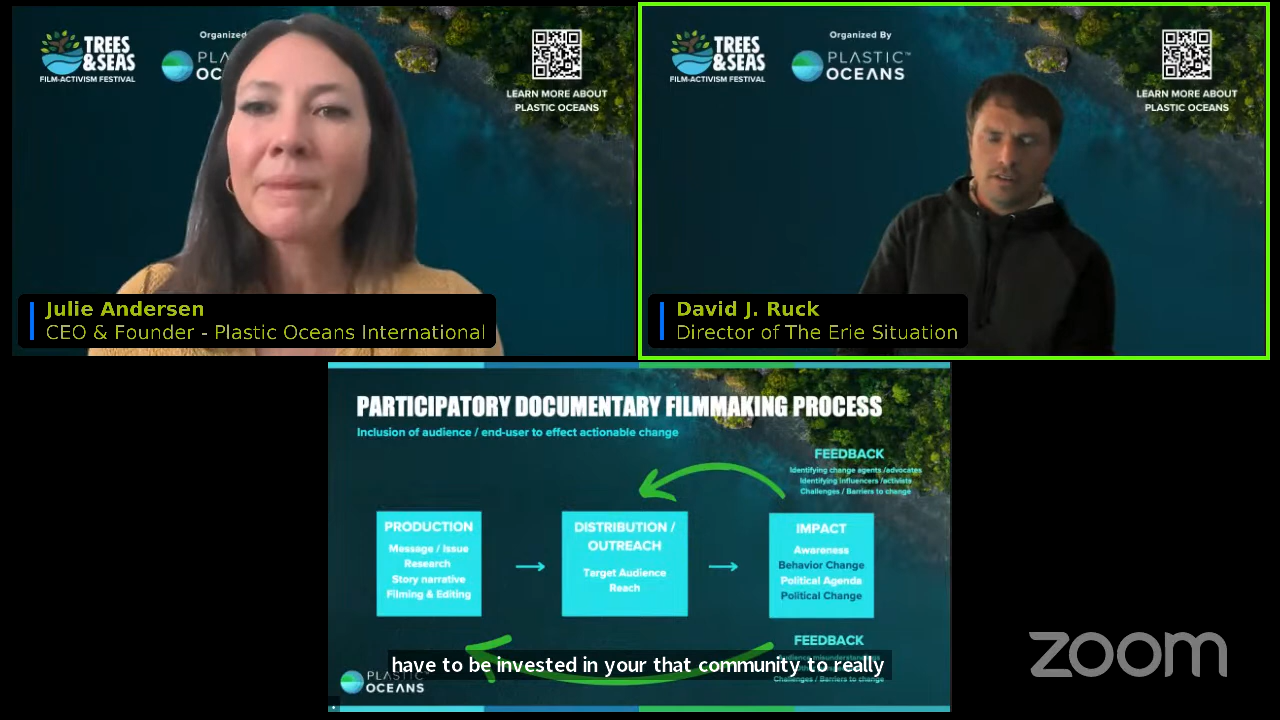 TREES
&SEAS
FILM-ACTIVISM FESTIVAL
Organized
PLA
OC
LEARN MORE ABOUT
PLASTIC OCEANS
Julie Andersen
CEO & Founder - Plastic Oceans International
TREES
&SEAS
FILM-ACTIVISM FESTIVAL
Organized By
PLASTIC™
OCEANS
LEARN MORE ABOUT
PLASTIC OCEANS
David J. Ruck
Director of The Erie Situation
PARTICIPATORY DOCUMENTARY FILMMAKING PROCESS
Inclusion of audience / end-user to effect actionable change
FEEDBACK
Identifying change agents /advocates
Identifying influencers /activists
Challenges / Barriers to change
PRODUCTION
Message / Issue
Research
Story narrative
Filming & Editing
DISTRIBUTION /
OUTREACH
Target Audience
Reach
IMPACT
Awareness
Behavior Change
Political Agenda
Political Change
FEEDBACK
Challenges / Barriers to change
have to be invested in your that community to really
PLASTIC
OCEANS
zoom